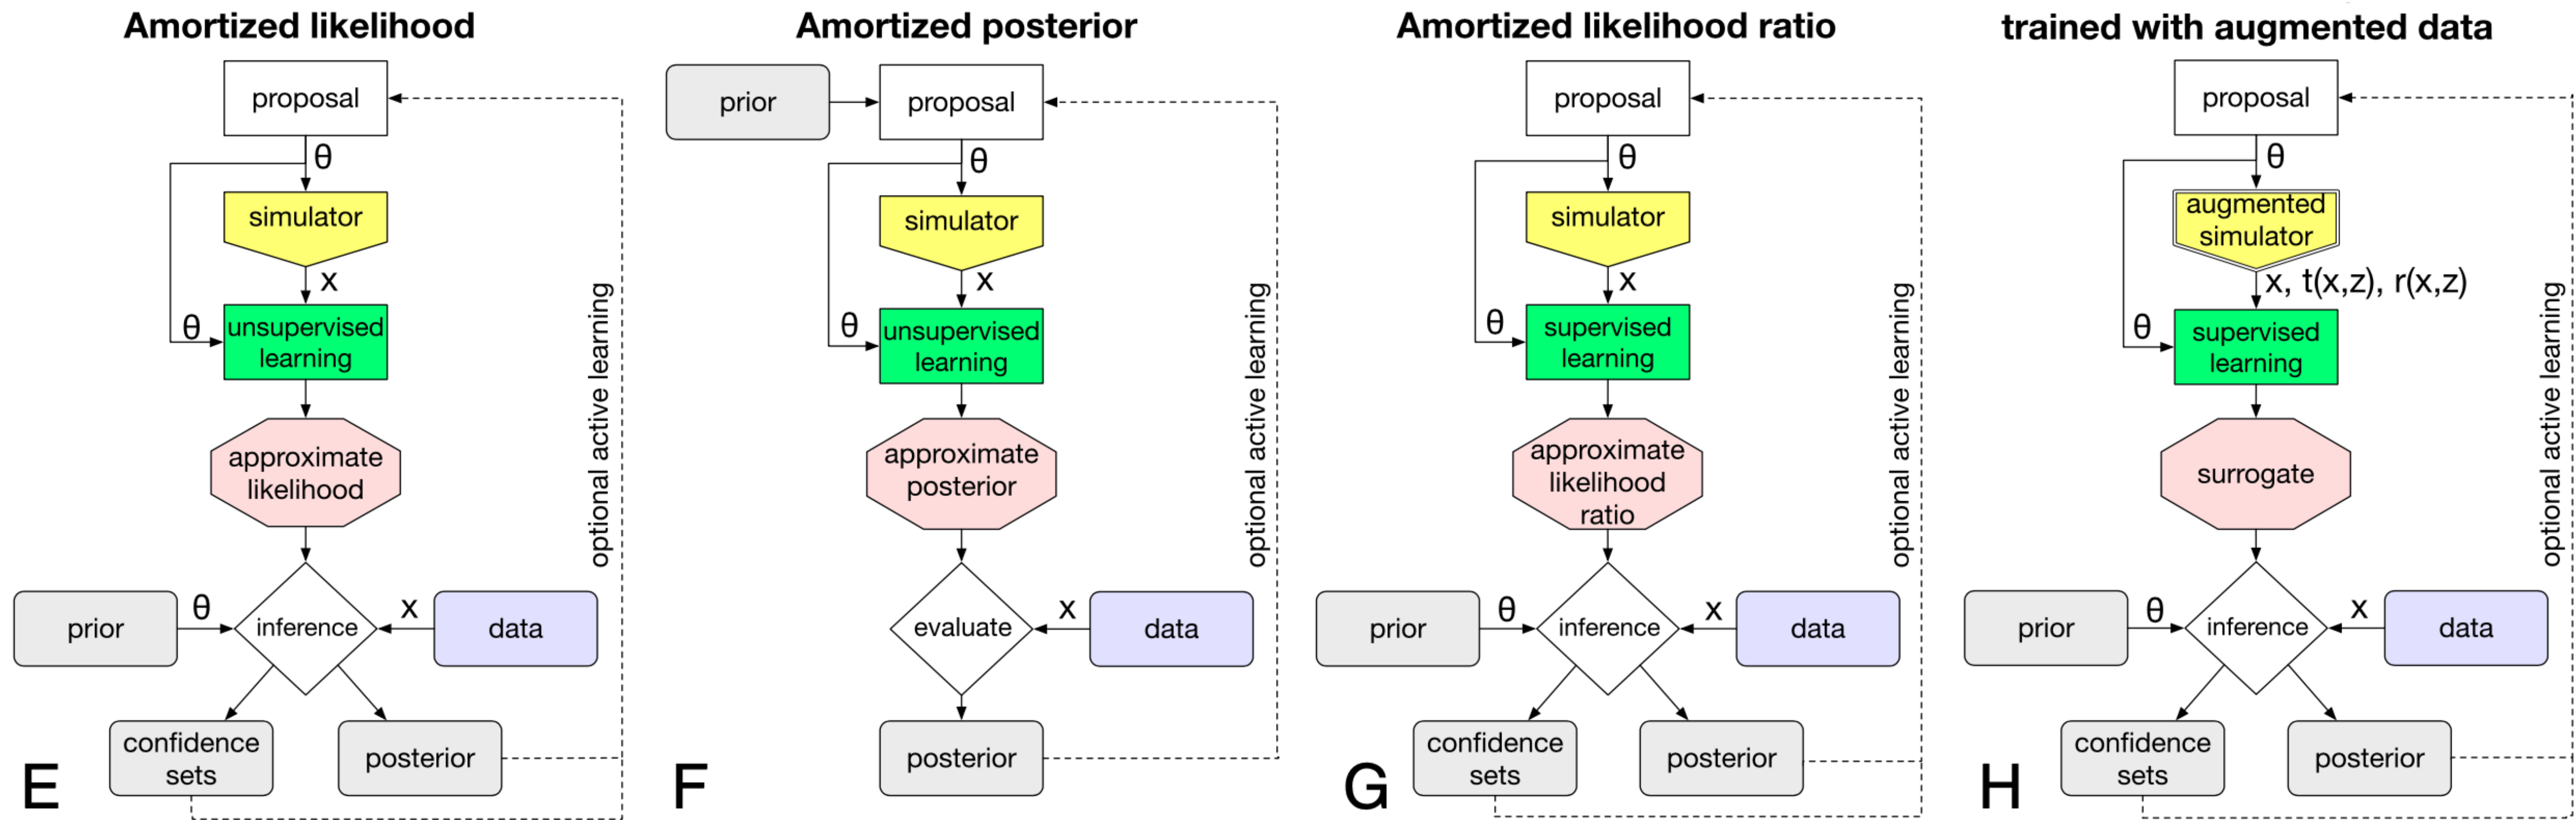 Amortized likelihood
proposal
θ
simulator
x
θ
unsupervised
learning
approximate
likelihood
prior
θ
inference
x
data
confidence
sets
posterior
optional active learning
E
Amortized posterior
prior
proposal
θ
simulator
x
θ
unsupervised
learning
approximate
posterior
evaluate
x
data
posterior
optional active learning
F
Amortized likelihood ratio
proposal
θ
simulator
x
θ
supervised
learning
approximate
likelihood
ratio
prior
θ
inference
x
data
confidence
sets
posterior
optional active learning
G
trained with augmented data
proposal
θ
augmented
simulator
x, t(x,z), r(x,z)
θ
supervised
learning
surrogate
prior
θ
inference
x
data
confidence
sets
posterior
optional active learning
H